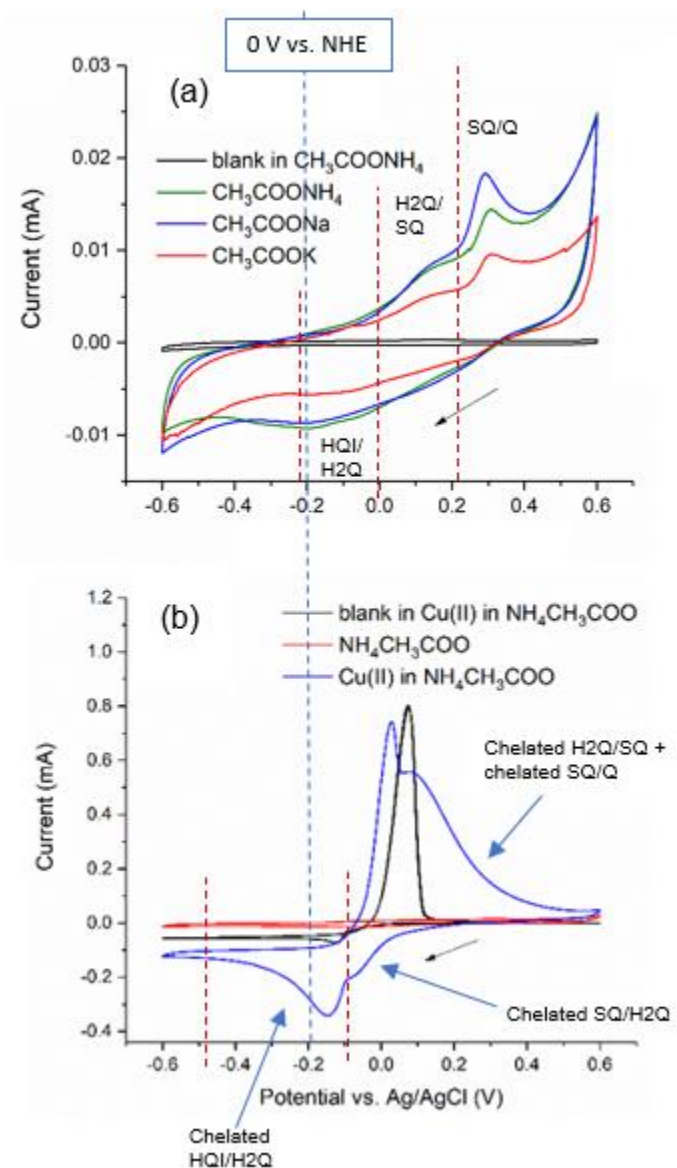 0 V vs. NHE
(a)
SQ/Q
blank in CH₃COONH₄
CH₃COONH₄
CH₃COONa
CH₃COOK
H2Q/
SQ
HQI/
H2Q
Current (mA)
0.03
0.02
0.01
0.00
-0.01
-0.6 -0.4 -0.2 0.0 0.2 0.4 0.6
(b)
blank in Cu(II) in NH₄CH₃COO
NH₄CH₃COO
Cu(II) in NH₄CH₃COO
Chelated H2Q/SQ +
chelated SQ/Q
Current (mA)
1.2
1.0
0.8
0.6
0.4
0.2
0.0
-0.2
-0.4
Chelated SQ/H2Q
-0.6 -0.4 -0.2 0.0 0.2 0.4 0.6
Potential vs. Ag/AgCl (V)
Chelated
HQI/H2Q